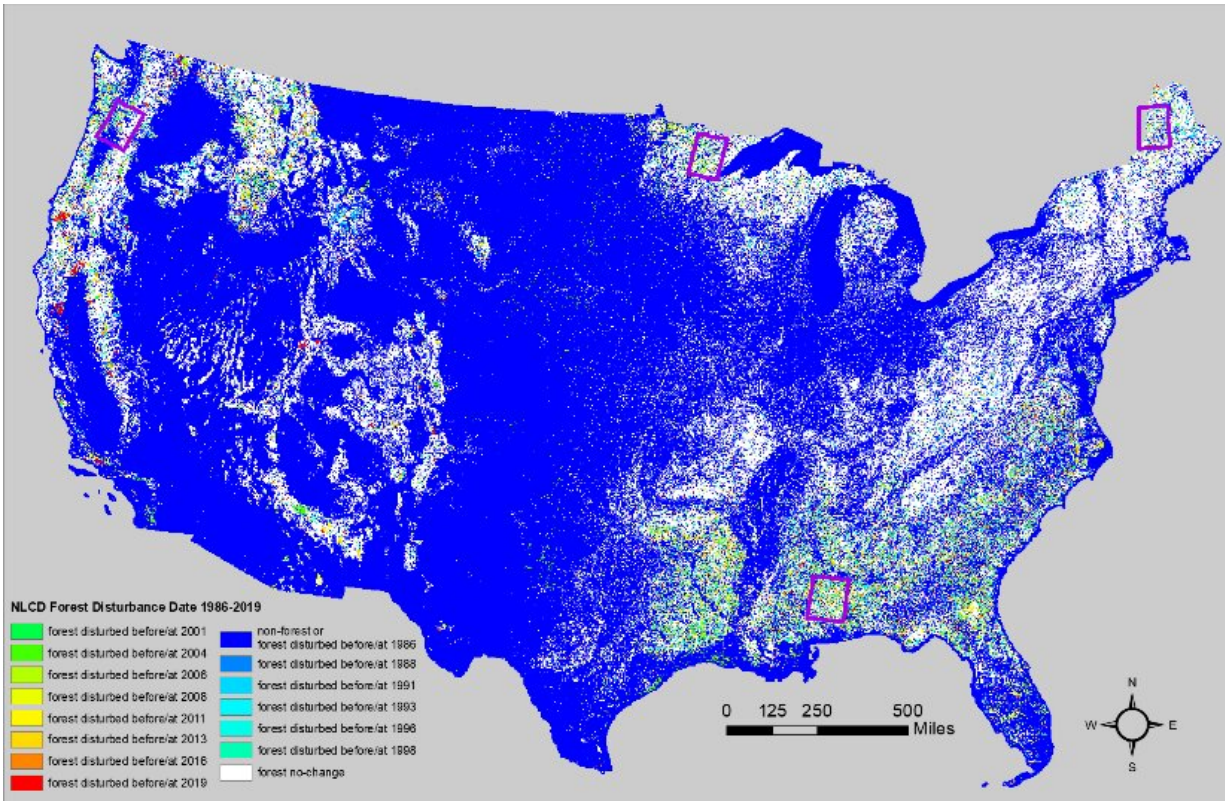 NLCD Forest Disturbance Date 1986-2019
forest disturbed before/at 2001
forest disturbed before/at 2004
forest disturbed before/at 2006
forest disturbed before/at 2008
forest disturbed before/at 2011
forest disturbed before/at 2013
forest disturbed before/at 2016
forest disturbed before/at 2019
non-forest or
forest disturbed before/at 1986
forest disturbed before/at 1988
forest disturbed before/at 1991
forest disturbed before/at 1993
forest disturbed before/at 1996
forest disturbed before/at 1998
forest no-change
0 125 250 500
Miles
N
W E
S